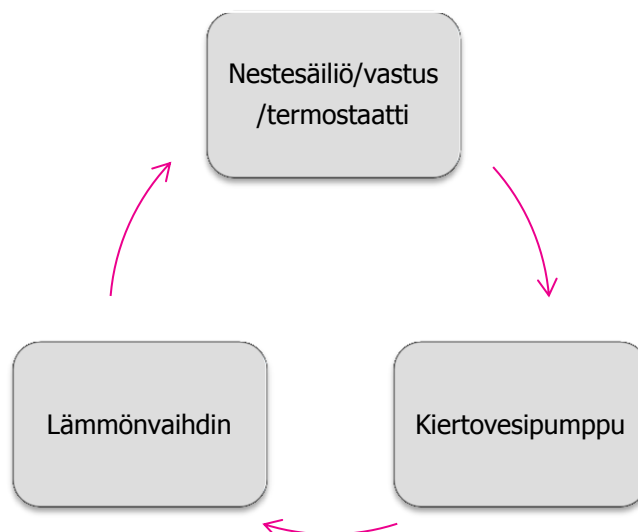 Nestesäiliö/vastus
/termostaatti
Lämmönvaihdin
Kiertovesipumppu